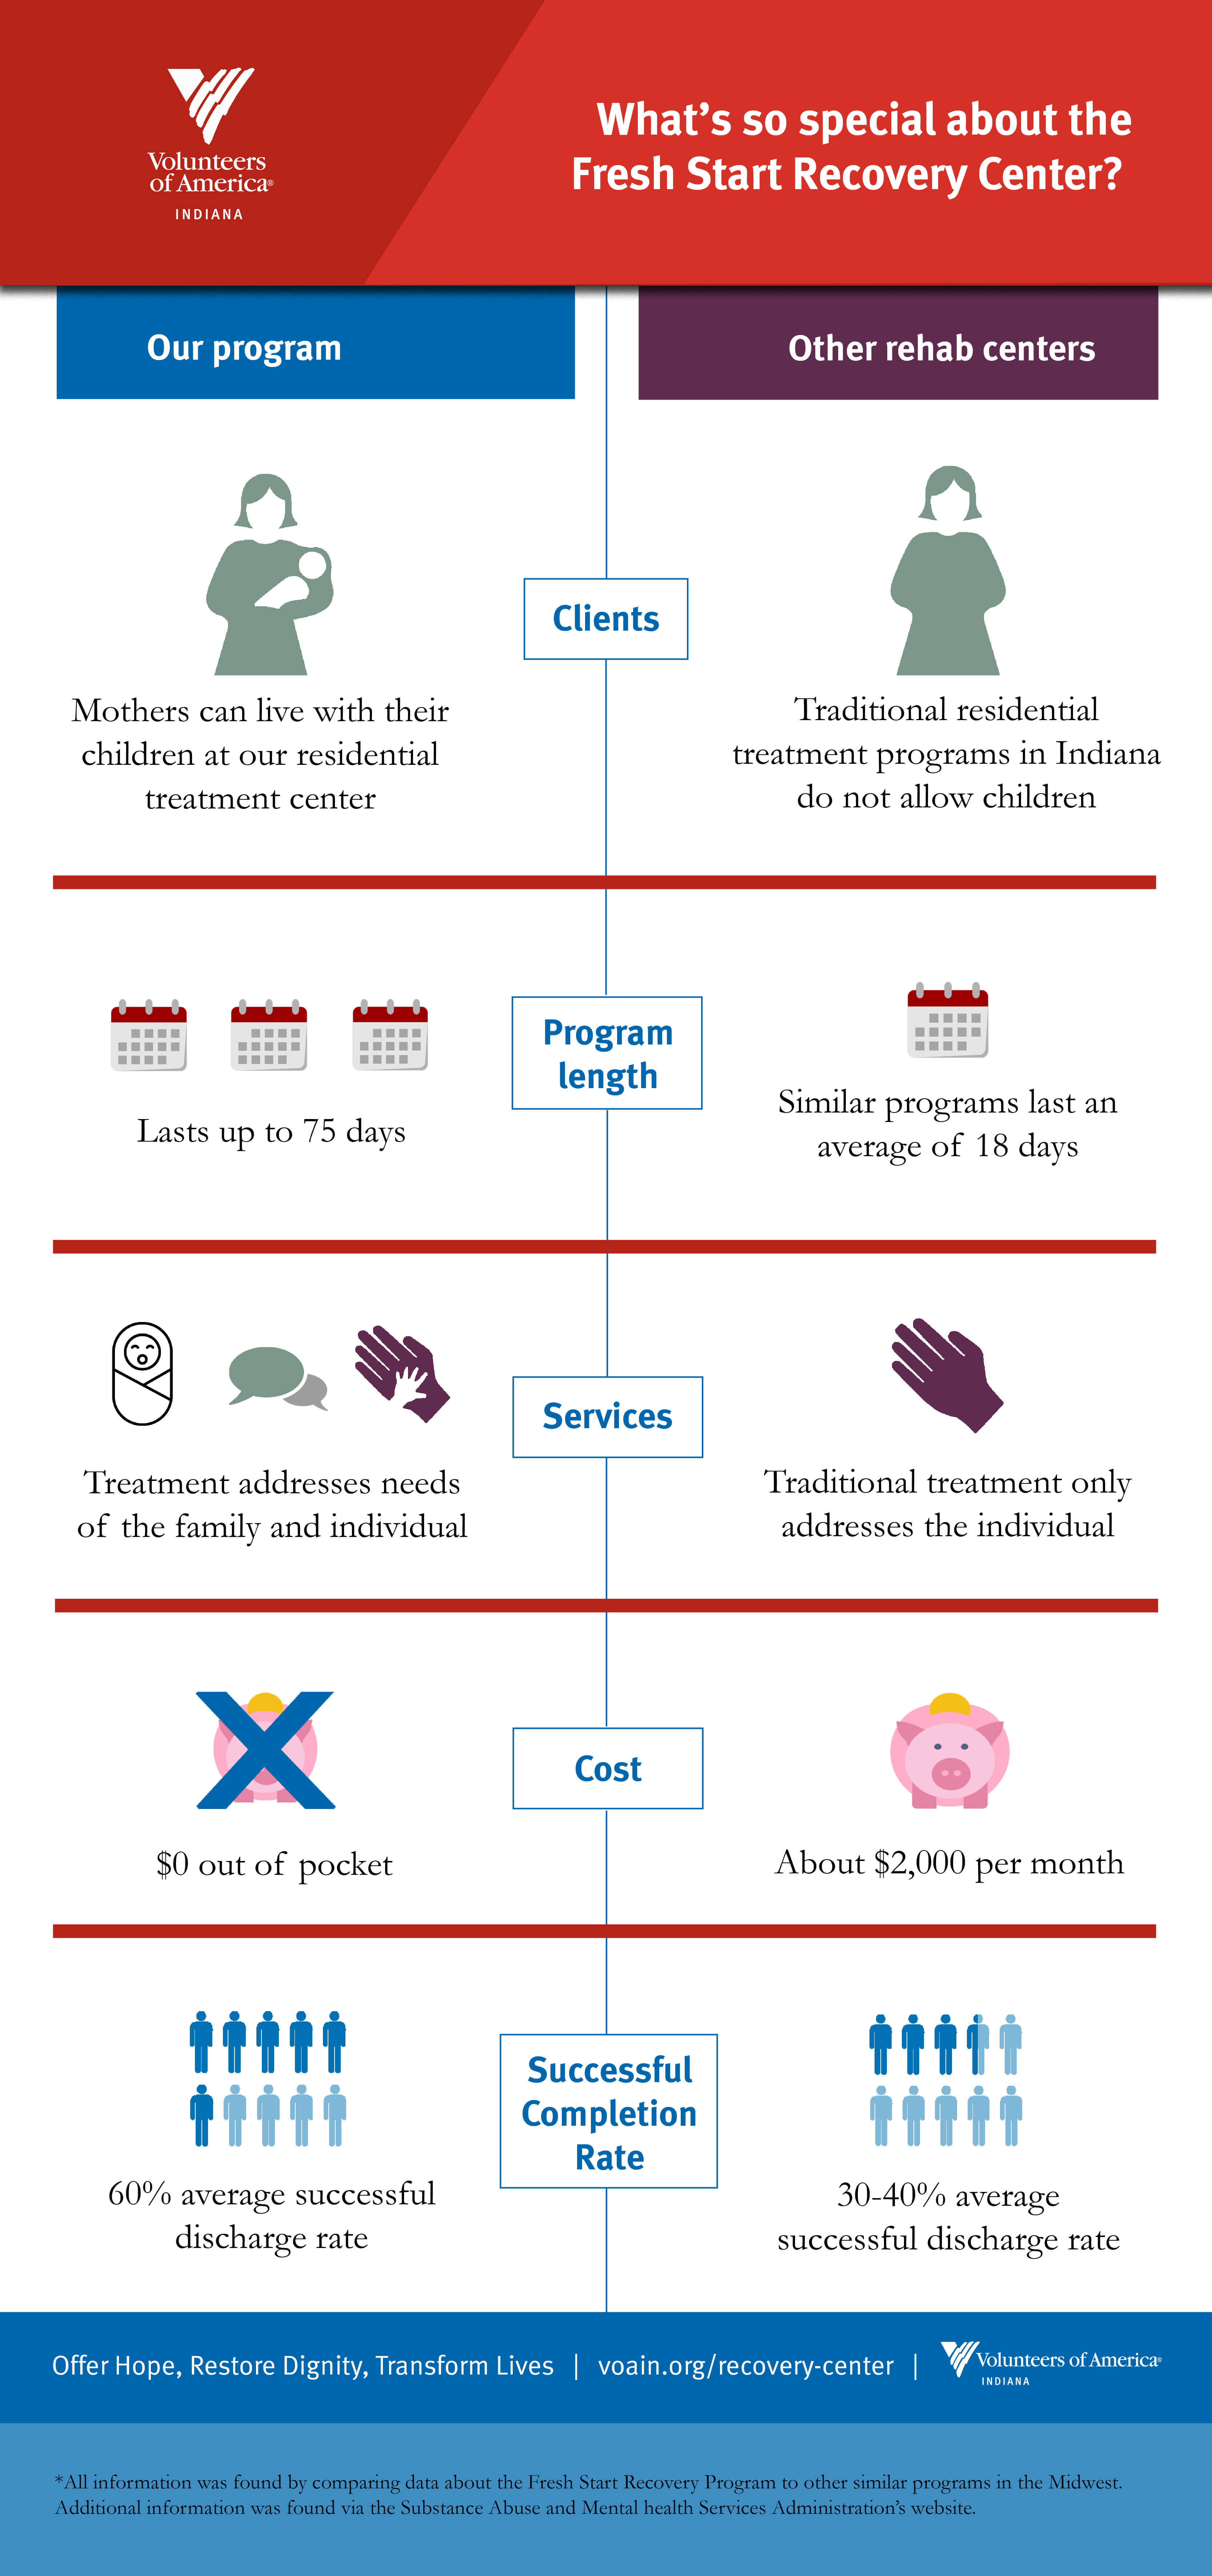 Volunteers
of America®
INDIANA
What's so special about the
Fresh Start Recovery Center?
Our program
Other rehab centers
Clients
Mothers can live with their
children at our residential
treatment center
Traditional residential
treatment programs in Indiana
do not allow children
Program
length
Lasts up to 75 days
Similar programs last an
average of 18 days
Services
Treatment addresses needs
of the family and individual
Traditional treatment only
addresses the individual
Cost
$0 out of pocket
About $2,000 per month
Successful
Completion
Rate
60% average successful
discharge rate
30-40% average
successful discharge rate
Offer Hope, Restore Dignity, Transform Lives | voain.org/recovery-center |
Volunteers of America®
INDIANA
*All information was found by comparing data about the Fresh Start Recovery Program to other similar programs in the Midwest.
Additional information was found via the Substance Abuse and Mental health Services Administration's website.